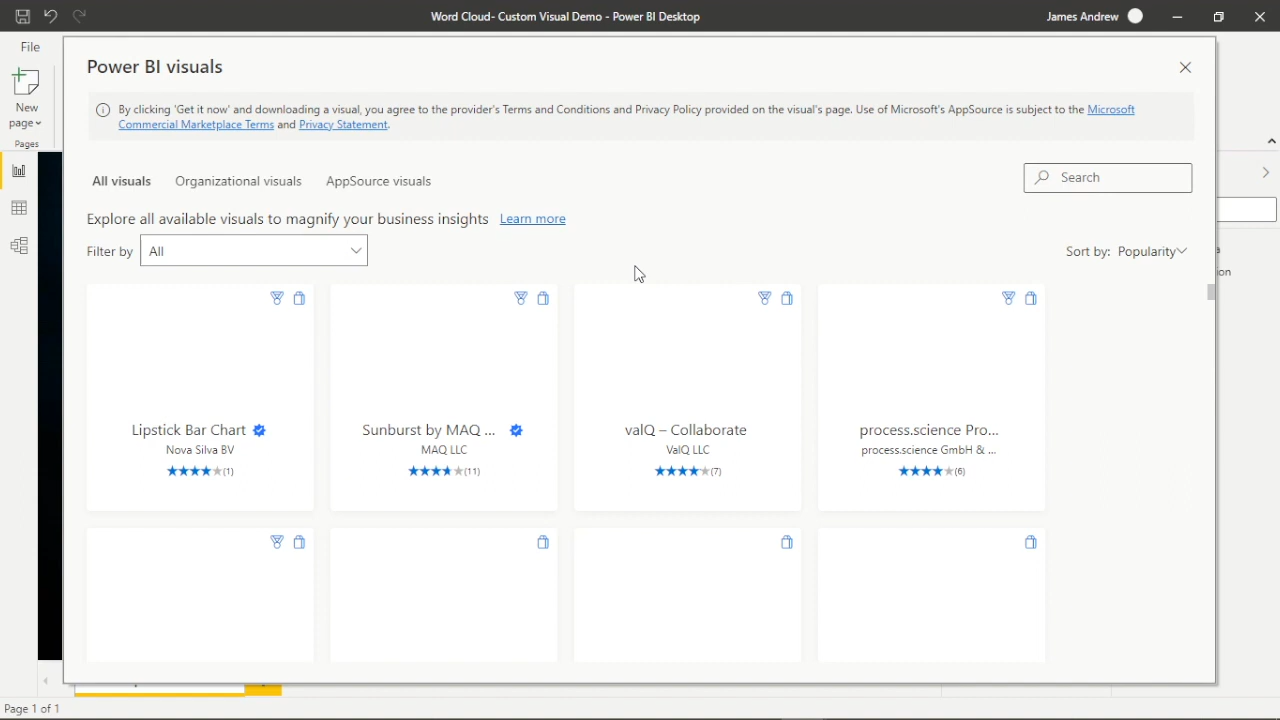 Word Cloud- Custom Visual Demo - Power BI Desktop
James Andrew
File
New
page
Pages
Power BI visuals
By clicking 'Get it now' and downloading a visual, you agree to the provider's Terms and Conditions and Privacy Policy provided on the visual's page. Use of Microsoft's AppSource is subject to the Microsoft
Commercial Marketplace Terms and Privacy Statement.
All visuals Organizational visuals AppSource visuals
Search
Explore all available visuals to magnify your business insights Learn more
Filter by All
Sort by: Popularity
ion
Lipstick Bar Chart
Nova Silva BV
(1)
Sunburst by MAQ ...
MAQ LLC
(11)
valQ – Collaborate
ValQ LLC
(7)
process.science Pro...
process.science GmbH & ...
(6)
Page 1 of 1